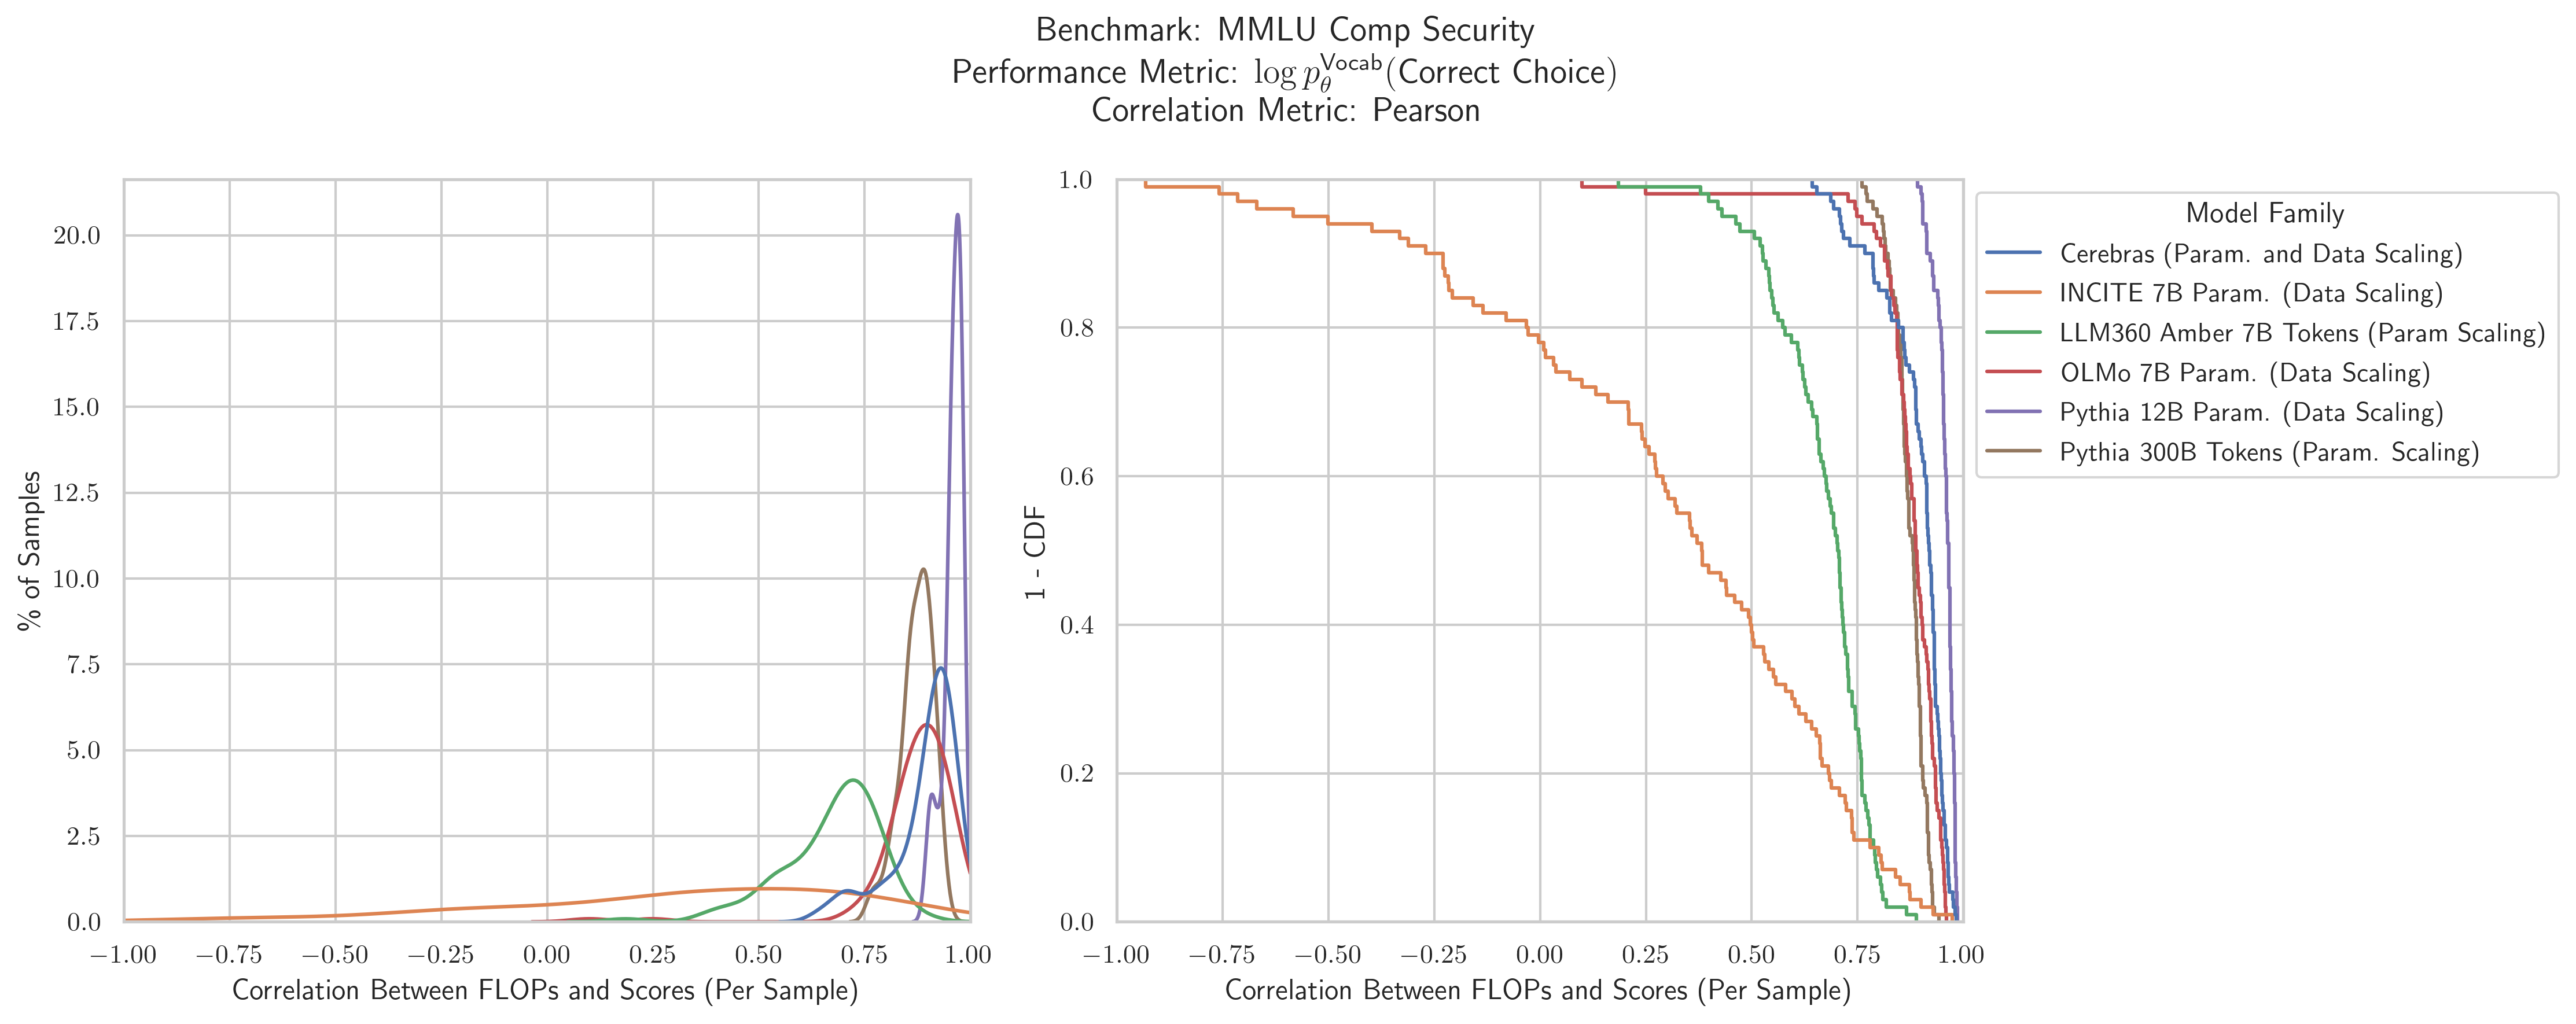 Benchmark: MMLU Comp Security
Performance Metric: log p_θ^Vocab(Correct Choice)
Correlation Metric: Pearson
% of Samples
20.0
17.5
15.0
12.5
10.0
7.5
5.0
2.5
0.0
−1.00 −0.75 −0.50 −0.25 0.00 0.25 0.50 0.75 1.00
Correlation Between FLOPs and Scores (Per Sample)
1 - CDF
1.0
0.8
0.6
0.4
0.2
0.0
−1.00 −0.75 −0.50 −0.25 0.00 0.25 0.50 0.75 1.00
Correlation Between FLOPs and Scores (Per Sample)
Model Family
Cerebras (Param. and Data Scaling)
INCITE 7B Param. (Data Scaling)
LLM360 Amber 7B Tokens (Param Scaling)
OLMo 7B Param. (Data Scaling)
Pythia 12B Param. (Data Scaling)
Pythia 300B Tokens (Param. Scaling)